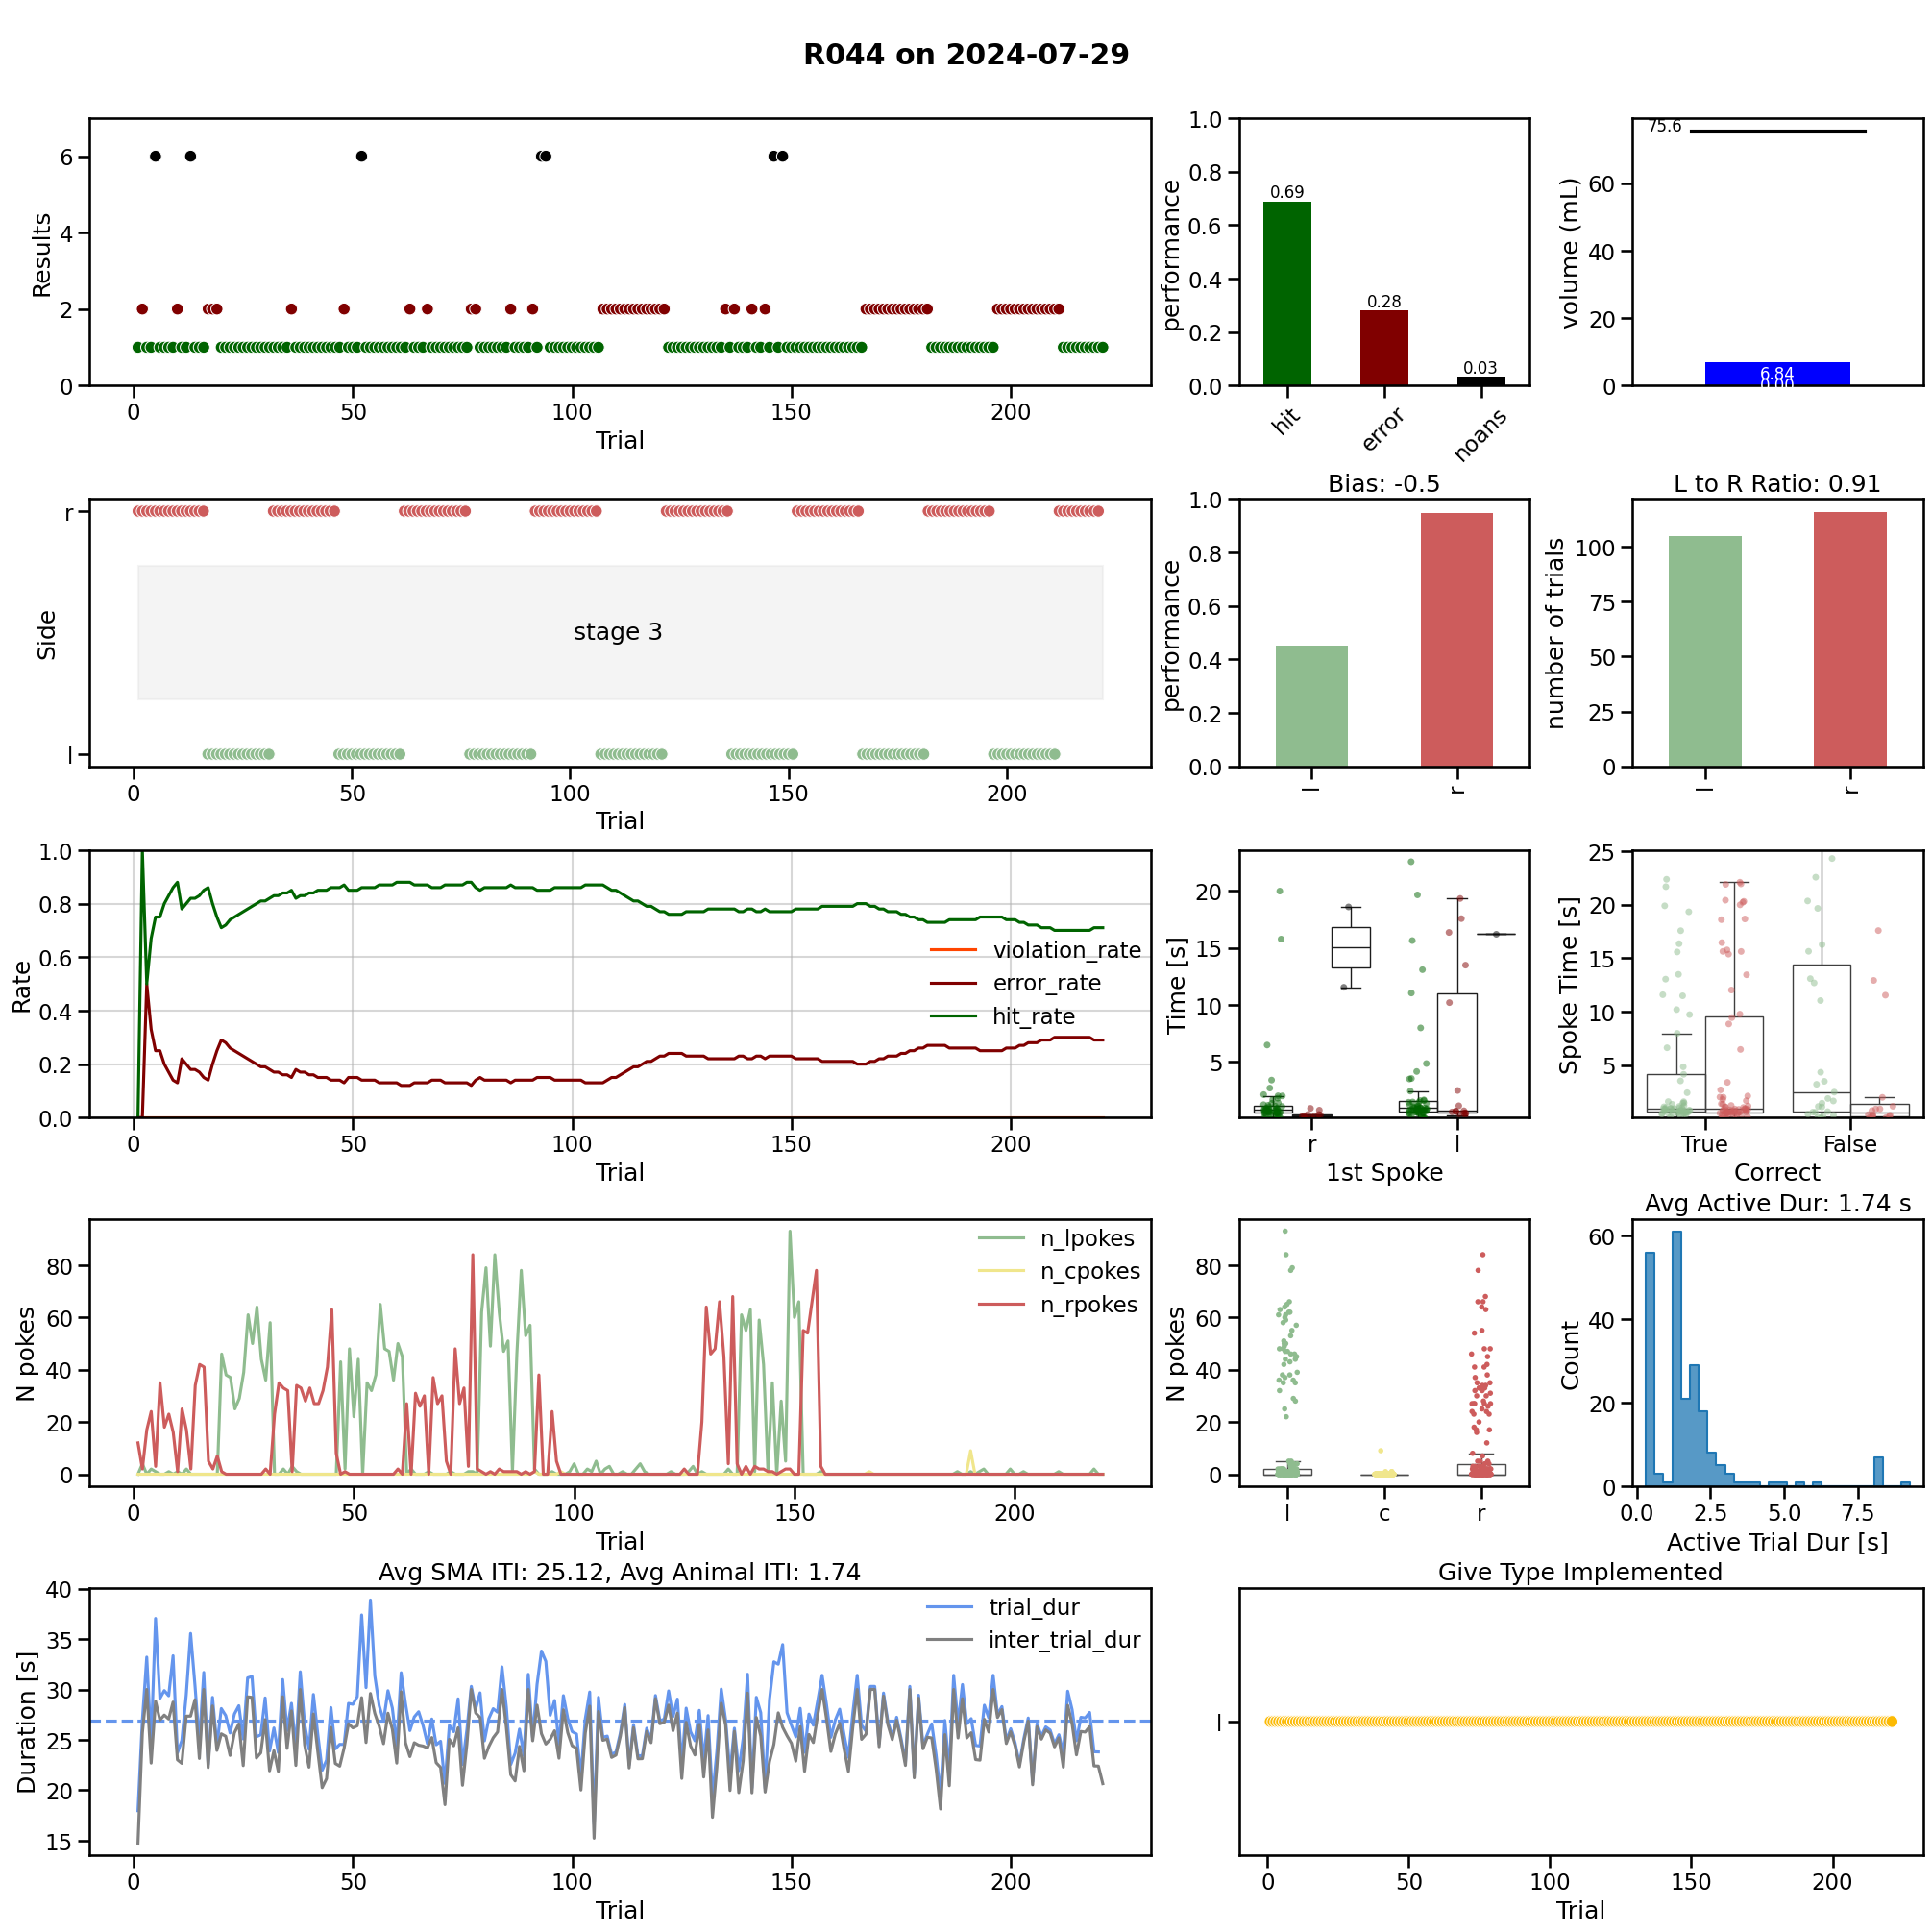 R044 on 2024-07-29
Results
6
4
2
0
0
50
100
150
200
Trial
performance
1.0
0.8
0.6
0.4
0.2
0.0
0.69
0.28
0.03
hit
error
noans
volume (mL)
60
40
20
0
75.6
6.84
0.00
Side
r
l
stage 3
0
50
100
150
200
Trial
Bias: -0.5
performance
1.0
0.8
0.6
0.4
0.2
0.0
l
r
L to R Ratio: 0.91
number of trials
100
75
50
25
0
l
r
Rate
1.0
0.8
0.6
0.4
0.2
0.0
violation_rate
error_rate
hit_rate
0
50
100
150
200
Trial
Time [s]
20
15
10
5
r
l
1st Spoke
Spoke Time [s]
25
20
15
10
5
True
False
Correct
N pokes
80
60
40
20
0
n_lpokes
n_cpokes
n_rpokes
0
50
100
150
200
Trial
N pokes
80
60
40
20
0
l
c
r
Avg Active Dur: 1.74 s
Count
60
40
20
0
0.0
2.5
5.0
7.5
Active Trial Dur [s]
Avg SMA ITI: 25.12, Avg Animal ITI: 1.74
Duration [s]
40
35
30
25
20
15
trial_dur
inter_trial_dur
0
50
100
150
200
Trial
Give Type Implemented
l
0
50
100
150
200
Trial